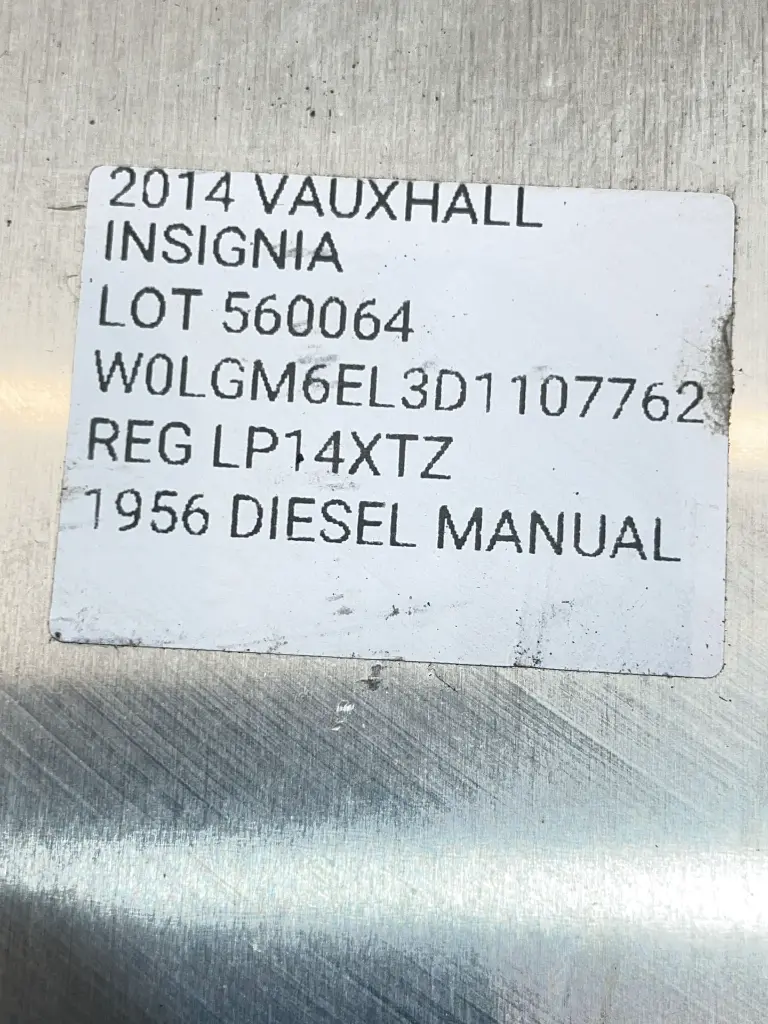 2014 VAUXHALL
INSIGNIA
LOT 560064
W0LGM6EL3D1107762
REG LP14XTZ
1956 DIESEL MANUAL